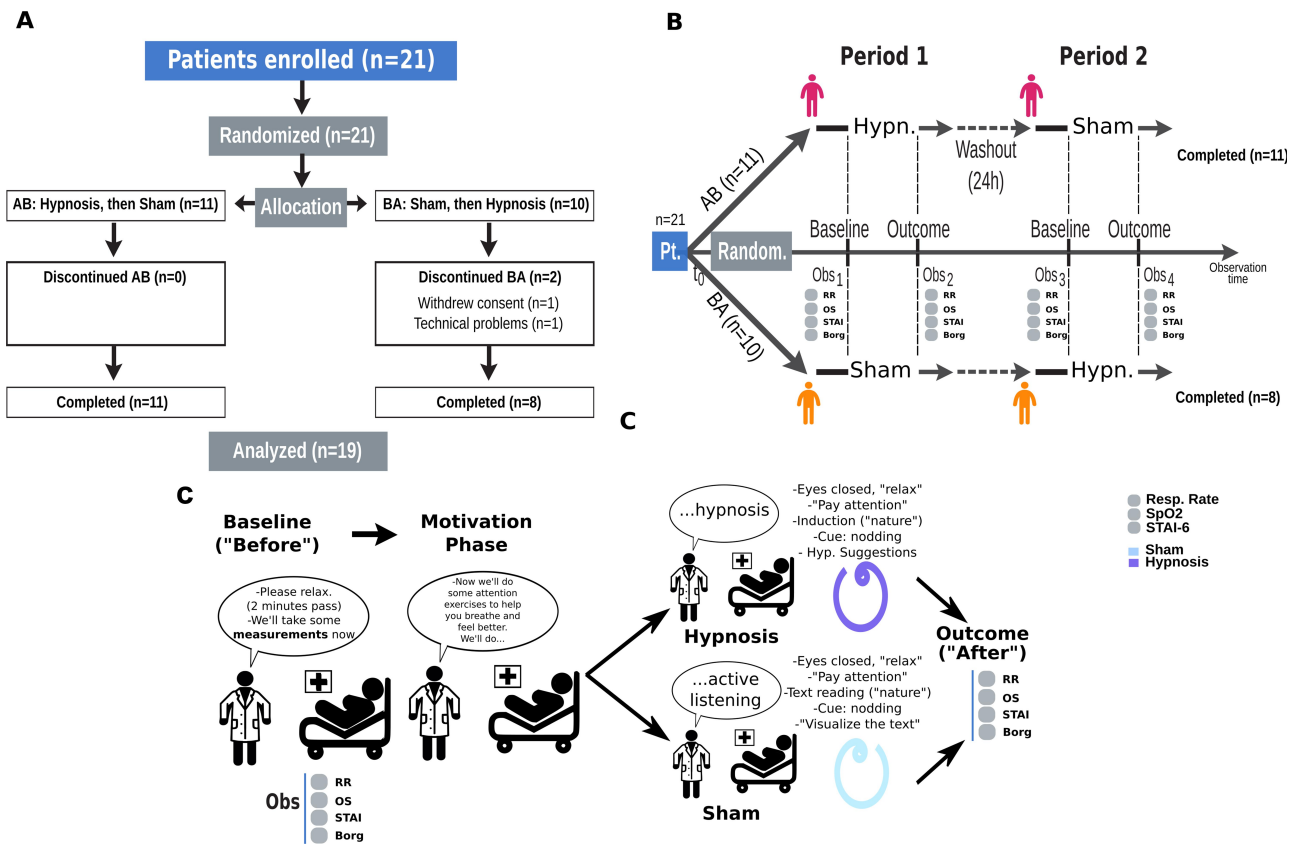 A
Patients enrolled (n=21)
Randomized (n=21)
Allocation
AB: Hypnosis, then Sham (n=11)
BA: Sham, then Hypnosis (n=10)
Discontinued AB (n=0)
Discontinued BA (n=2)
Withdrew consent (n=1)
Technical problems (n=1)
Completed (n=11)
Completed (n=8)
Analyzed (n=19)
B
Period 1
Period 2
Hypn.
Sham
Washout
(24h)
Completed (n=11)
AB (n=11)
n=21
Pt.
t0
Random.
Baseline
Outcome
Baseline
Outcome
Observation
time
Obs1
RR
OS
STAI
Borg
Obs2
RR
OS
STAI
Borg
Obs3
RR
OS
STAI
Borg
Obs4
RR
OS
STAI
Borg
BA (n=10)
Sham
Hypn.
Completed (n=8)
C
C
Baseline
("Before")
Motivation
Phase
-Please relax.
(2 minutes pass)
-We'll take some
measurements now
-Now we'll do
some attention
exercises to help
you breathe and
feel better.
We'll do...
Obs
RR
OS
STAI
Borg
...hypnosis
-Eyes closed, "relax"
-"Pay attention"
-Induction ("nature")
-Cue: nodding
- Hyp. Suggestions
Hypnosis
...active
listening
-Eyes closed, "relax"
-"Pay attention"
-Text reading ("nature")
-Cue: nodding
-"Visualize the text"
Sham
Outcome
("After")
RR
OS
STAI
Borg
Resp. Rate
SpO2
STAI-6
Sham
Hypnosis